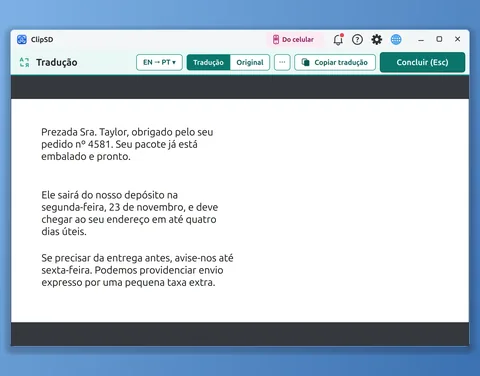 ClipSD
Do celular
Tradução
EN → PT ▾
Tradução
Original
...
Copiar tradução
Concluir (Esc)
Prezada Sra. Taylor, obrigado pelo seu
pedido nº 4581. Seu pacote já está
embalado e pronto.
Ele sairá do nosso depósito na
segunda-feira, 23 de novembro, e deve
chegar ao seu endereço em até quatro
dias úteis.
Se precisar da entrega antes, avise-nos até
sexta-feira. Podemos providenciar envio
expresso por uma pequena taxa extra.